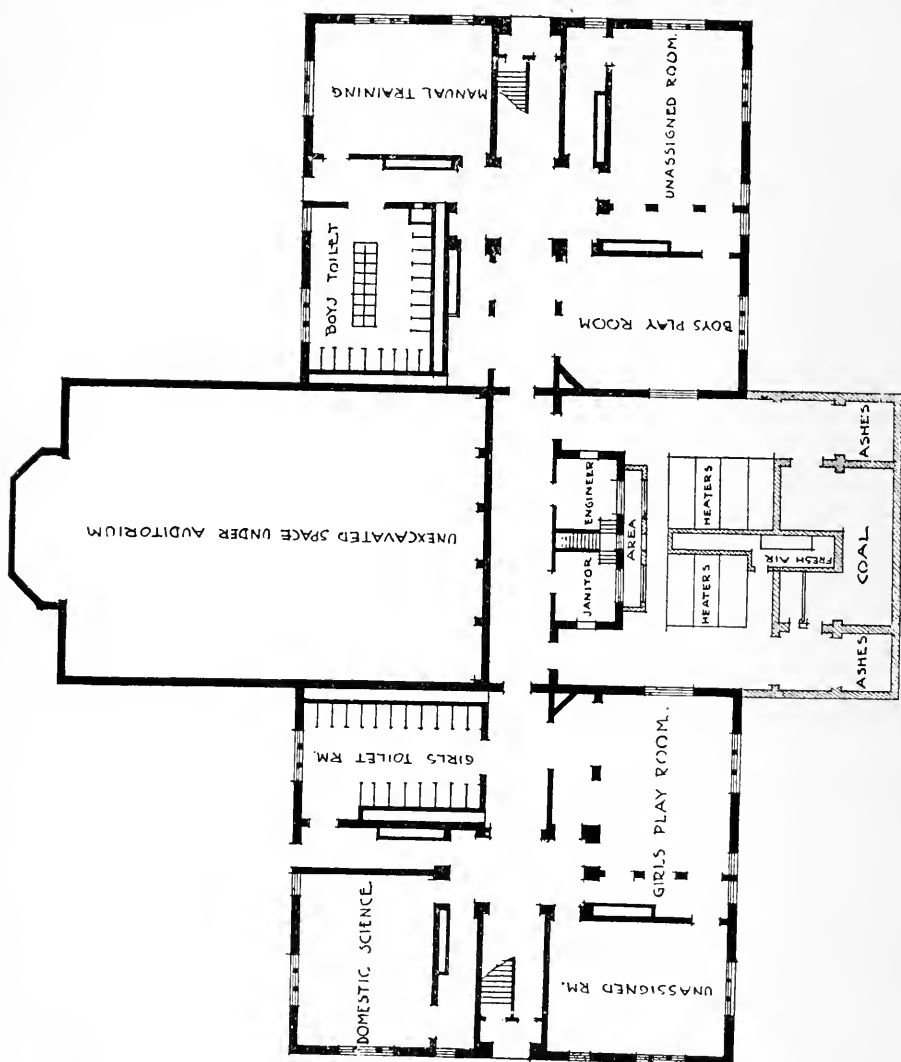 MANUAL TRAINING
UNASSIGNED ROOM.
BOYS TOILET
BOYS PLAY ROOM
UNEXCAVATED SPACE UNDER AUDITORIUM
ENGINEER
JANITOR
AREA
HEATERS
HEATERS
FRESH AIR
COAL
ASHES
ASHES
GIRLS TOILET RM.
GIRLS PLAY ROOM.
DOMESTIC SCIENCE.
UNASSIGNED RM.